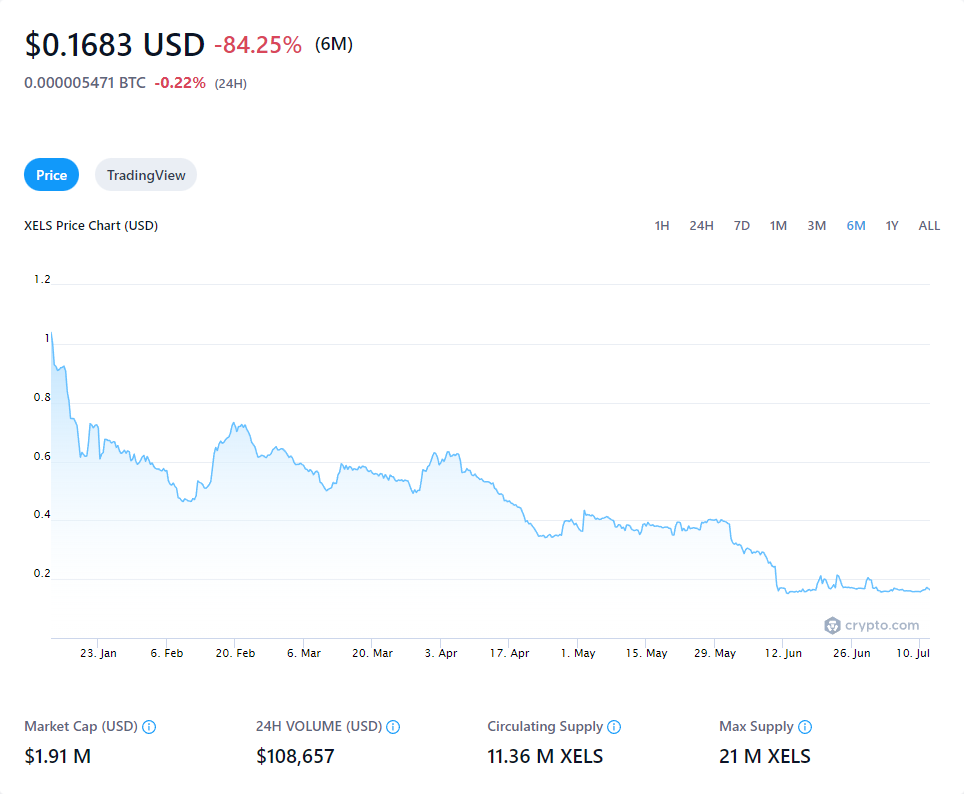 $0.1683 USD -84.25% (6M)
0.000005471 BTC -0.22% (24H)
Price TradingView
XELS Price Chart (USD) 1H 24H 7D 1M 3M 6M 1Y ALL
1.2
1
0.8
0.6
0.4
0.2
crypto.com
23. Jan 6. Feb 20. Feb 6. Mar 20. Mar 3. Apr 17. Apr 1. May 15. May 29. May 12. Jun 26. Jun 10. Jul
Market Cap (USD) 24H VOLUME (USD) Circulating Supply Max Supply
$1.91 M $108,657 11.36 M XELS 21 M XELS